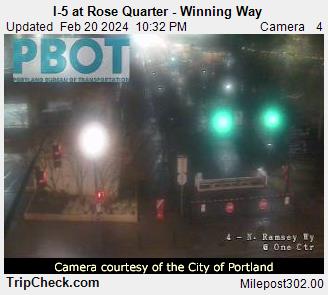 I-5 at Rose Quarter - Winning Way
Updated Feb 20 2024 10:32 PM Camera 4
PBOT
PORTLAND BUREAU OF TRANSPORTATION
4 - N. Ramsey Wy
@ One Ctr
Camera courtesy of the City of Portland
TripCheck.com Milepost302.00